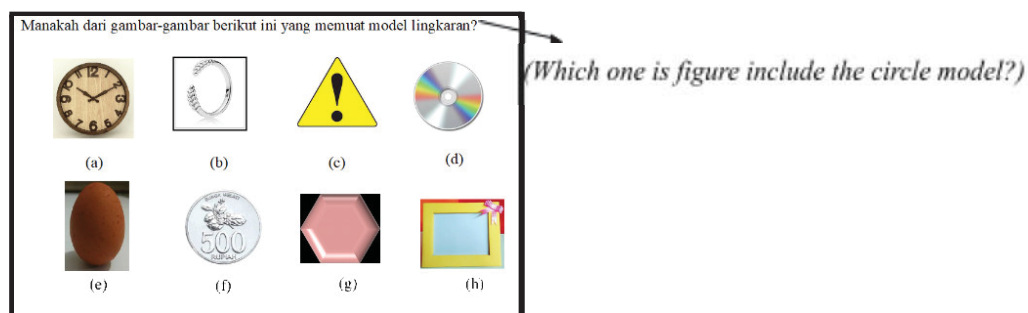 Manakah dari gambar-gambar berikut ini yang memuat model lingkaran?
(Which one is figure include the circle model?)
(a) (b) (c) (d)
500
RUPIAH
(e) (f) (g) (h)